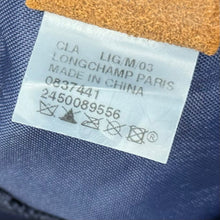 CLA LIG/M/03
LONGCHAMP PARIS
MADE IN CHINA
0837441
2450089556